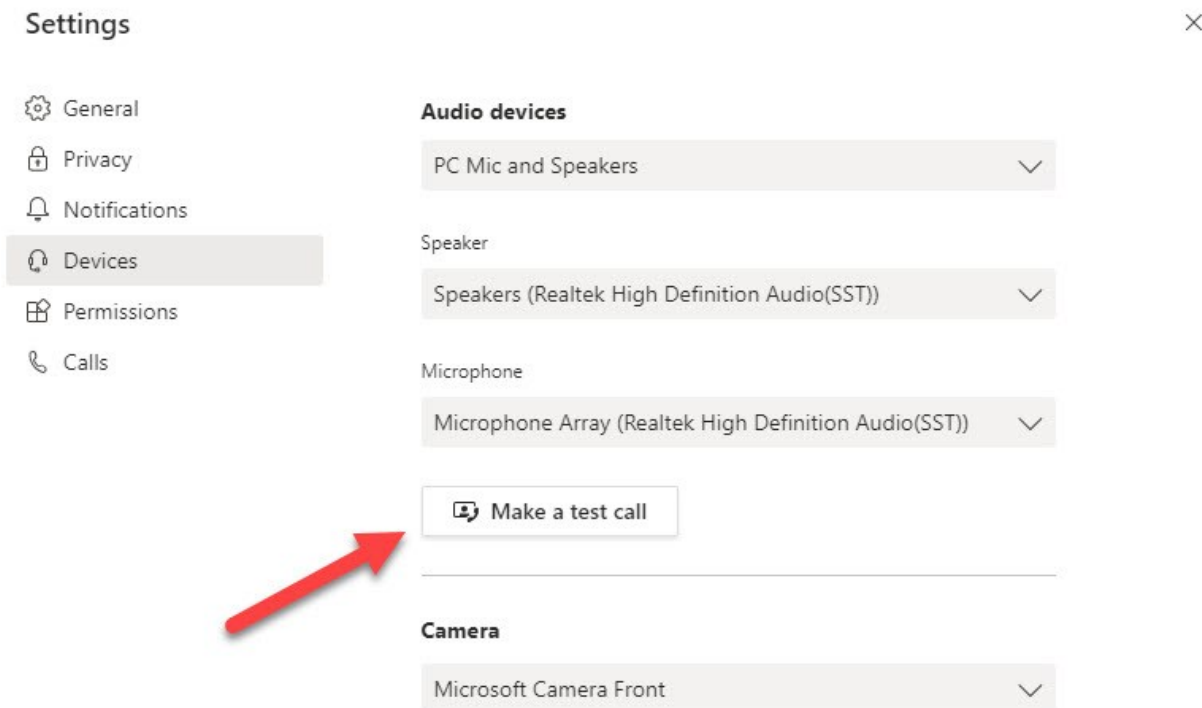 Settings
General
Privacy
Notifications
Devices
Permissions
Calls
Audio devices
PC Mic and Speakers
Speaker
Speakers (Realtek High Definition Audio(SST))
Microphone
Microphone Array (Realtek High Definition Audio(SST))
Make a test call
Camera
Microsoft Camera Front